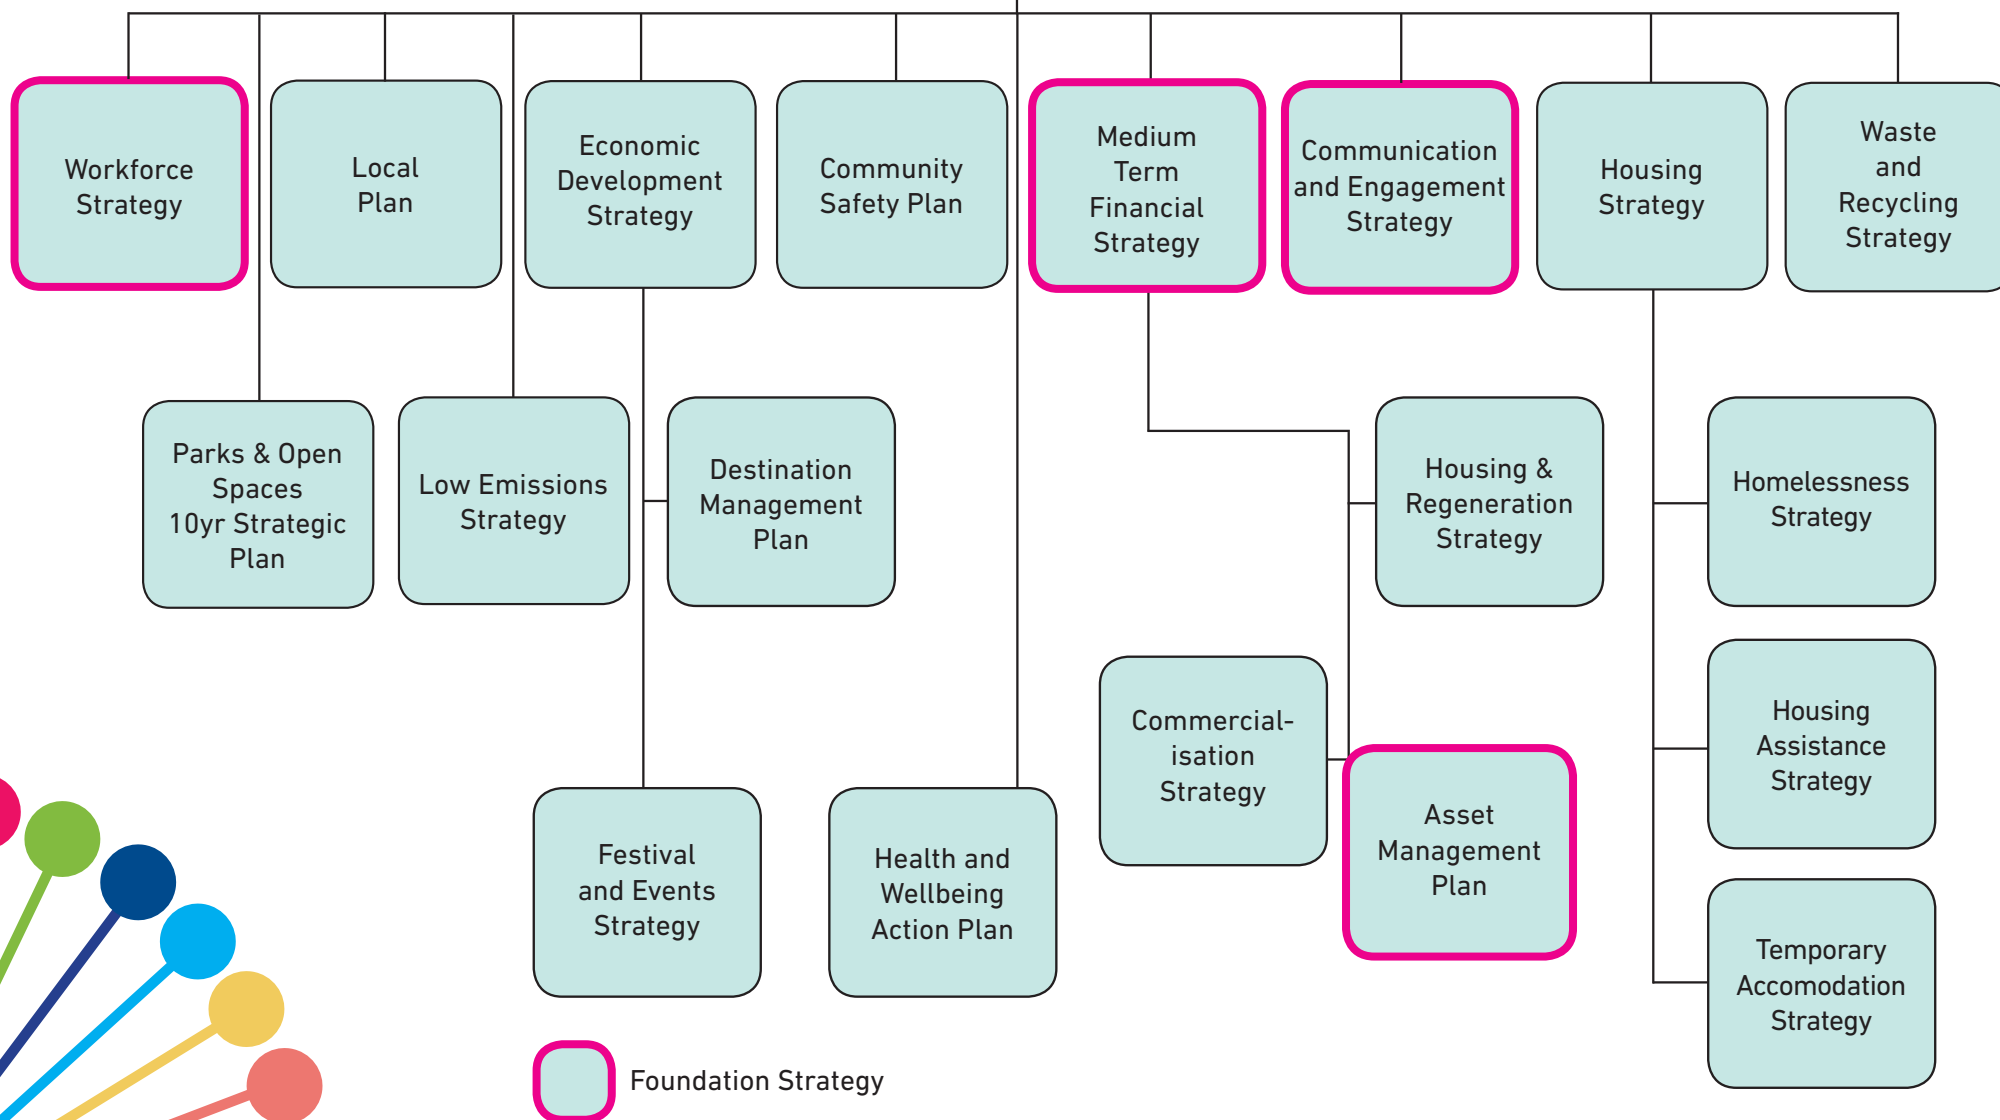 Workforce
Strategy
Local
Plan
Economic
Development
Strategy
Community
Safety Plan
Medium
Term
Financial
Strategy
Communication
and Engagement
Strategy
Housing
Strategy
Waste
and
Recycling
Strategy
Parks & Open
Spaces
10yr Strategic
Plan
Low Emissions
Strategy
Destination
Management
Plan
Housing &
Regeneration
Strategy
Homelessness
Strategy
Commercial-
isation
Strategy
Housing
Assistance
Strategy
Festival
and Events
Strategy
Health and
Wellbeing
Action Plan
Asset
Management
Plan
Temporary
Accomodation
Strategy
Foundation Strategy